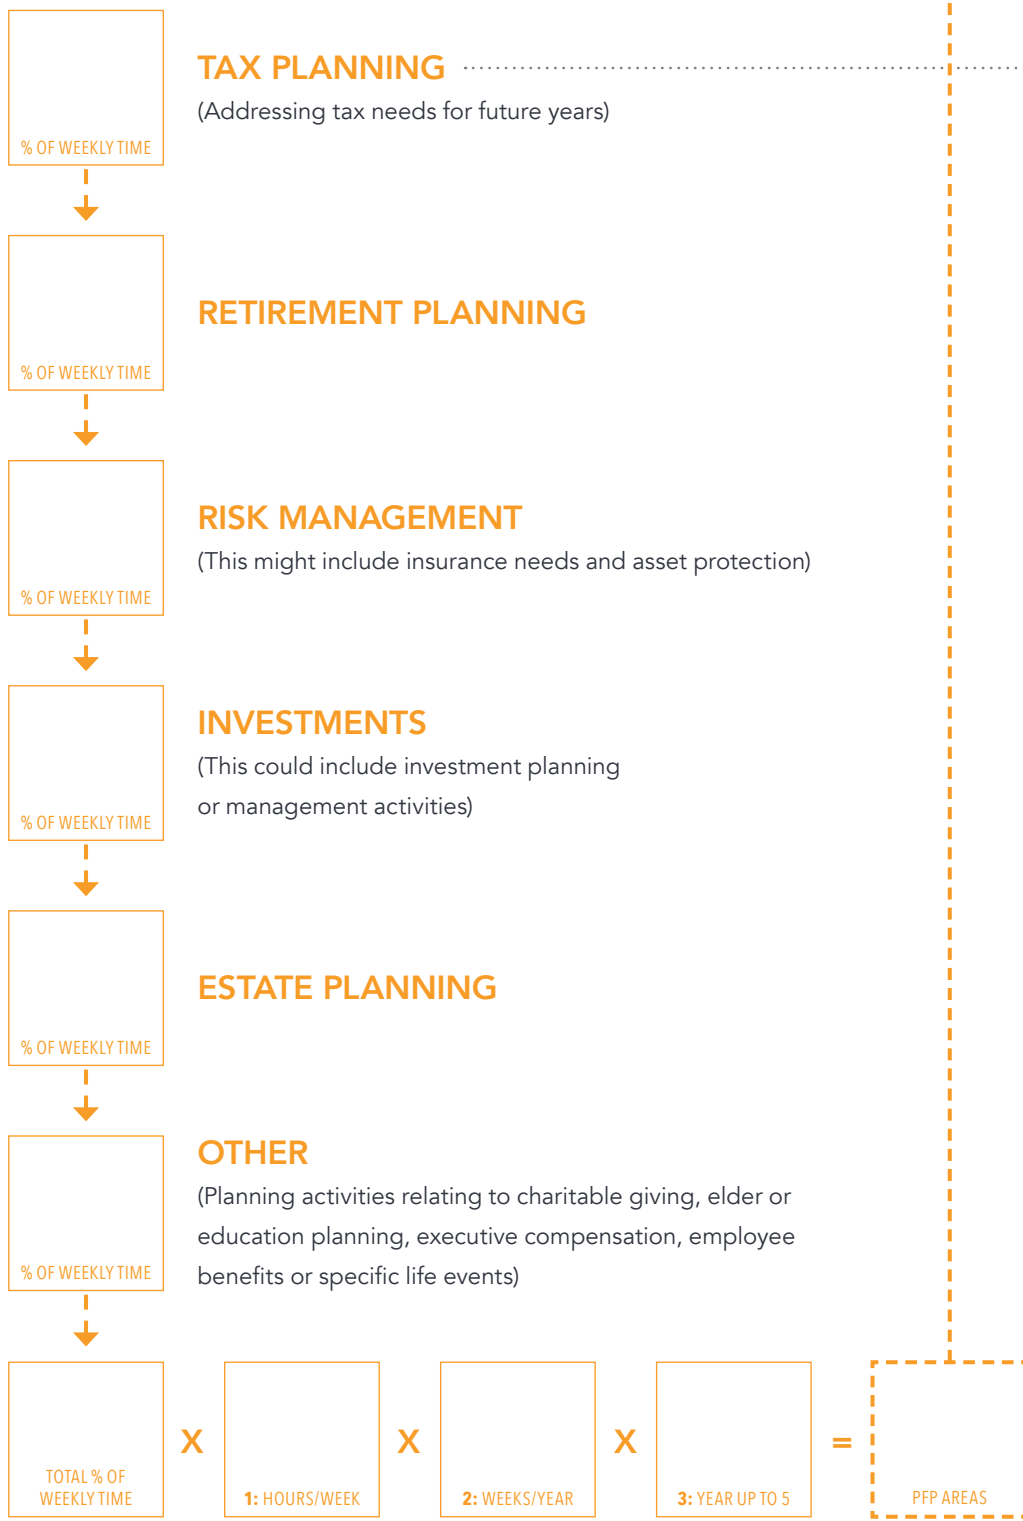 TAX PLANNING
(Addressing tax needs for future years)
% OF WEEKLY TIME
RETIREMENT PLANNING
% OF WEEKLY TIME
RISK MANAGEMENT
(This might include insurance needs and asset protection)
% OF WEEKLY TIME
INVESTMENTS
(This could include investment planning
or management activities)
% OF WEEKLY TIME
ESTATE PLANNING
% OF WEEKLY TIME
OTHER
(Planning activities relating to charitable giving, elder or
education planning, executive compensation, employee
benefits or specific life events)
% OF WEEKLY TIME
X X X =
TOTAL % OF
WEEKLY TIME
1: HOURS/WEEK
2: WEEKS/YEAR
3: YEAR UP TO 5
PFP AREAS